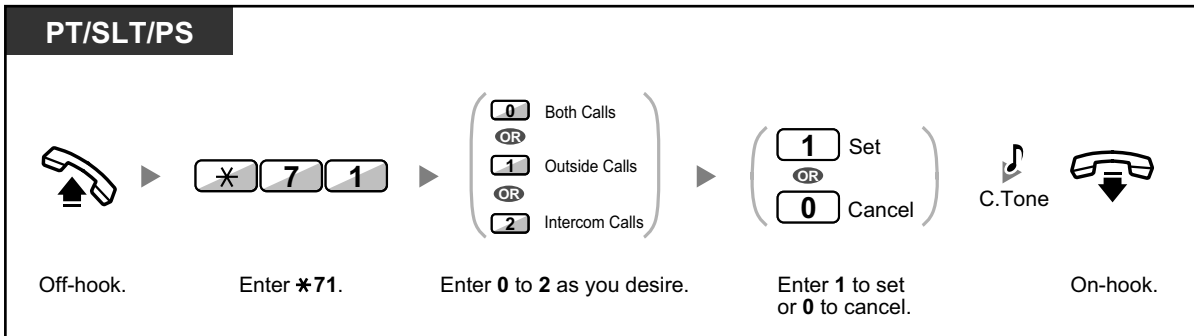 PT/SLT/PS
0 Both Calls
OR
1 Outside Calls
OR
2 Intercom Calls
* 7 1
1 Set
OR
0 Cancel
C.Tone
Off-hook.
Enter *71.
Enter 0 to 2 as you desire.
Enter 1 to set
or 0 to cancel.
On-hook.